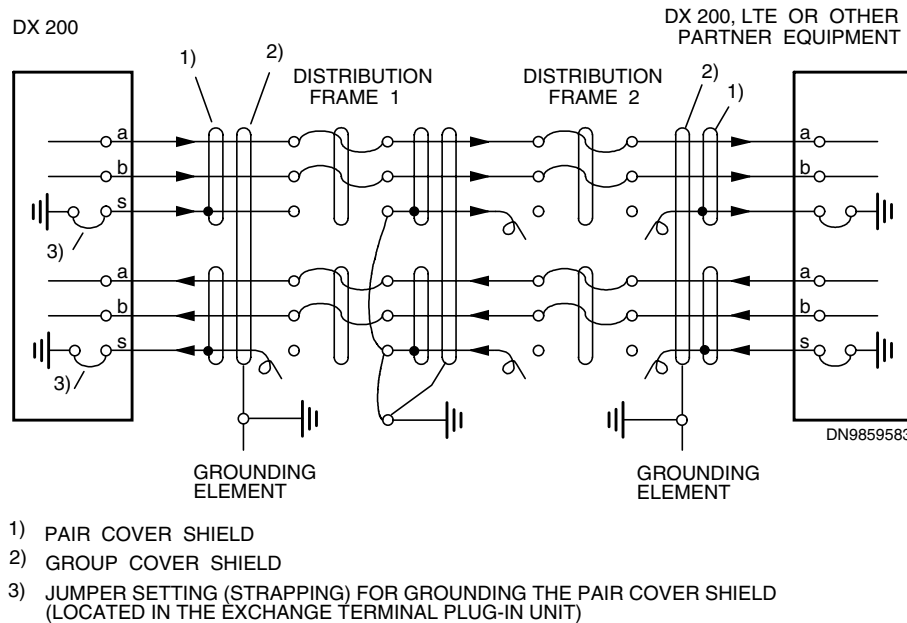 DX 200
DX 200, LTE OR OTHER
PARTNER EQUIPMENT
1)
2)
DISTRIBUTION
FRAME 1
DISTRIBUTION
FRAME 2
2)
1)
a
a
b
b
s
s
3)
a
a
b
b
s
s
3)
DN9859583
GROUNDING
ELEMENT
GROUNDING
ELEMENT
1) PAIR COVER SHIELD
2) GROUP COVER SHIELD
3) JUMPER SETTING (STRAPPING) FOR GROUNDING THE PAIR COVER SHIELD
(LOCATED IN THE EXCHANGE TERMINAL PLUG-IN UNIT)